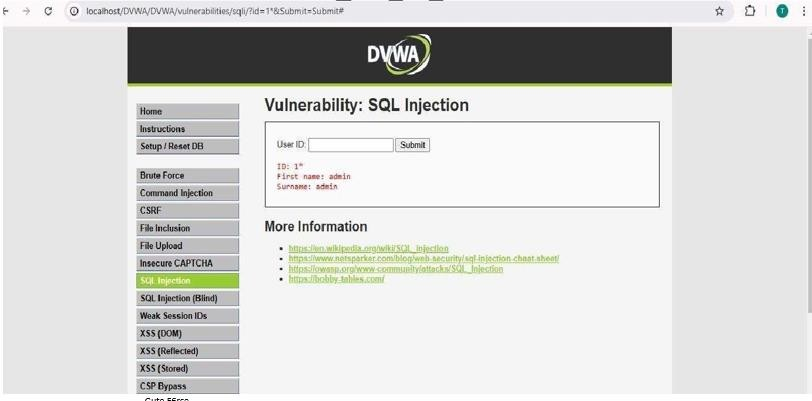 localhost/DVWA/DVWA/vulnerabilities/sqli/?id=1"&Submit=Submit#
T
DVWA
Home
Instructions
Setup / Reset DB
Brute Force
Command Injection
CSRF
File Inclusion
File Upload
Insecure CAPTCHA
SQL Injection
SQL Injection (Blind)
Weak Session IDs
XSS (DOM)
XSS (Reflected)
XSS (Stored)
CSP Bypass
Vulnerability: SQL Injection
User ID:
Submit
ID: 1"
First name: admin
Surname: admin
More Information
https://en.wikipedia.org/wiki/SQL_injection
https://www.netsparker.com/blog/web-security/sql-injection-cheat-sheet/
https://owasp.org/www-community/attacks/SQL_Injection
https://bobby-tables.com/